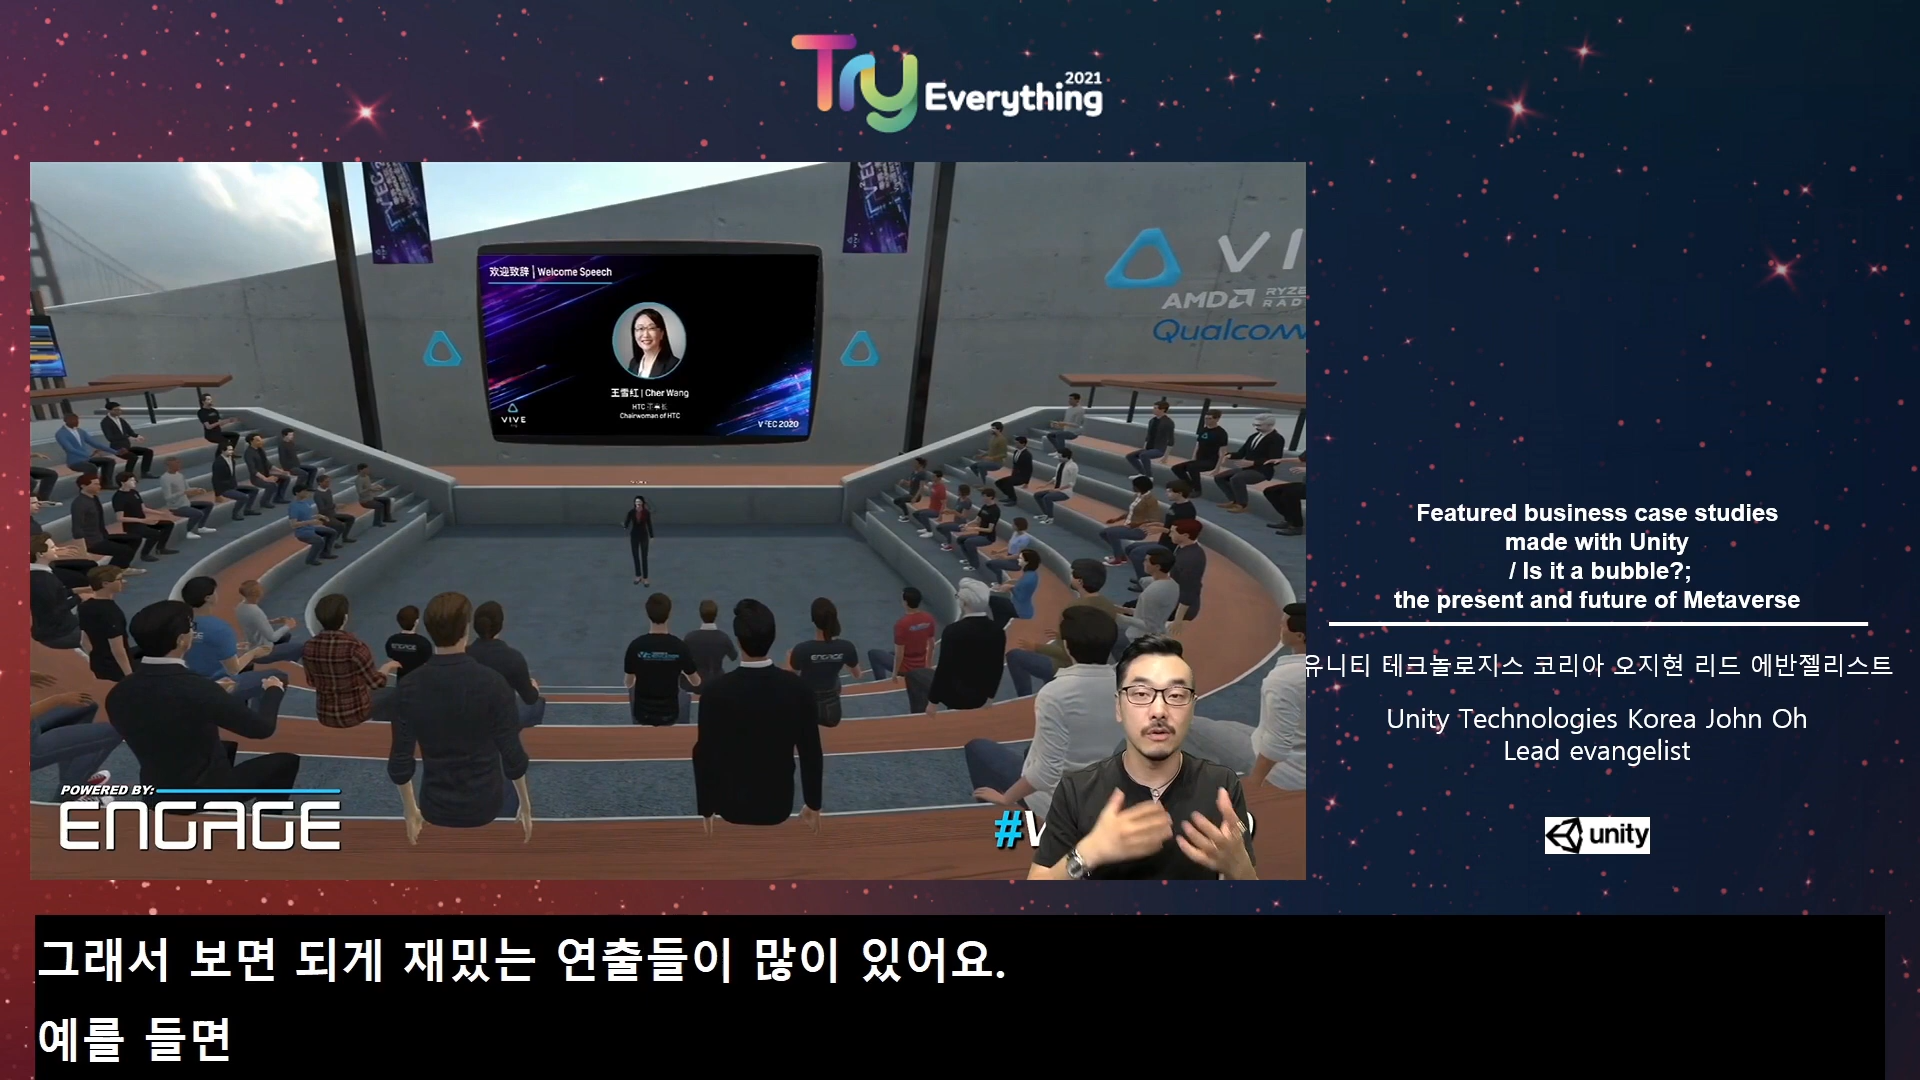 Try
Everything
2021
欢迎致辞 | Welcome Speech
王雪红 | Cher Wang
Chairwoman of HTC
VIVE
AMD
RYZE
RAD
Qualcom
ENGAGE
ENGAGE
POWERED BY:
ENGAGE
#V
Featured business case studies
made with Unity
/ Is it a bubble?;
the present and future of Metaverse
유니티 테크놀로지스 코리아 오지현 리드 에반젤리스트
Unity Technologies Korea John Oh
Lead evangelist
unity
그래서 보면 되게 재밌는 연출들이 많이 있어요.
예를 들면